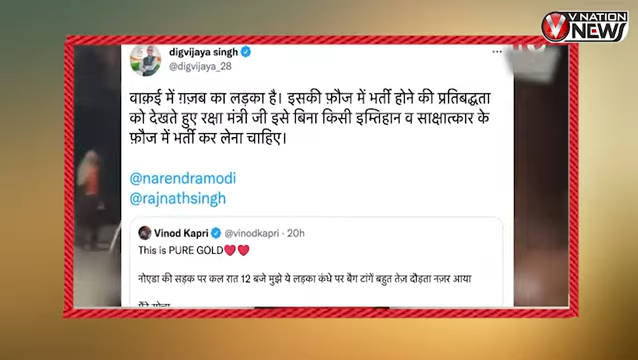 V NATION
NEWS
digvijaya singh
@digvijaya_28
वाक़ई में ग़ज़ब का लड़का है। इसकी फ़ौज में भर्ती होने की प्रतिबद्धता
को देखते हुए रक्षा मंत्री जी इसे बिना किसी इम्तिहान व साक्षात्कार के
फ़ौज में भर्ती कर लेना चाहिए।
@narendramodi
@rajnathsingh
Vinod Kapri @vinodkapri · 20h
This is PURE GOLD❤️❤️
नोएडा की सड़क पर कल रात 12 बजे मुझे ये लड़का कंधे पर बैग टांगें बहुत तेज़ दौड़ता नज़र आया